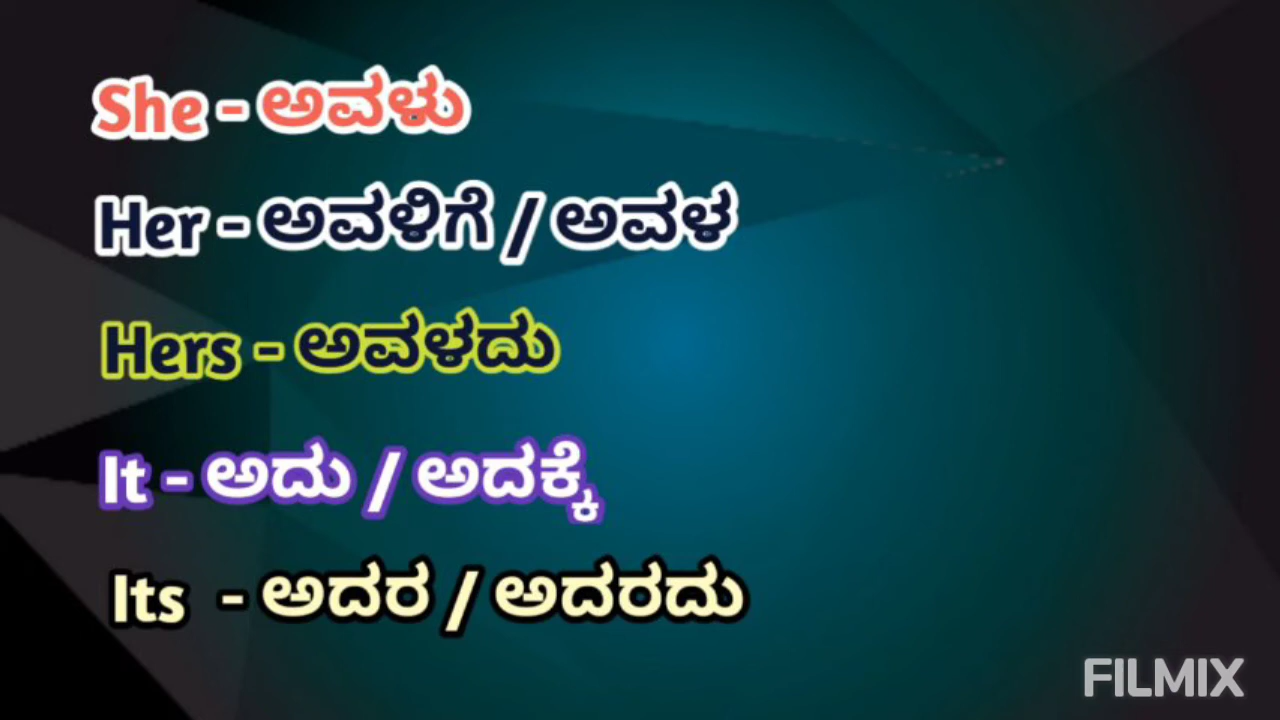 She - ಅವಳು
Her - ಅವಳಿಗೆ / ಅವಳ
Hers - ಅವಳದು
It - ಅದು / ಅದಕ್ಕೆ
Its - ಅದರ / ಅದರದು
FILMIX